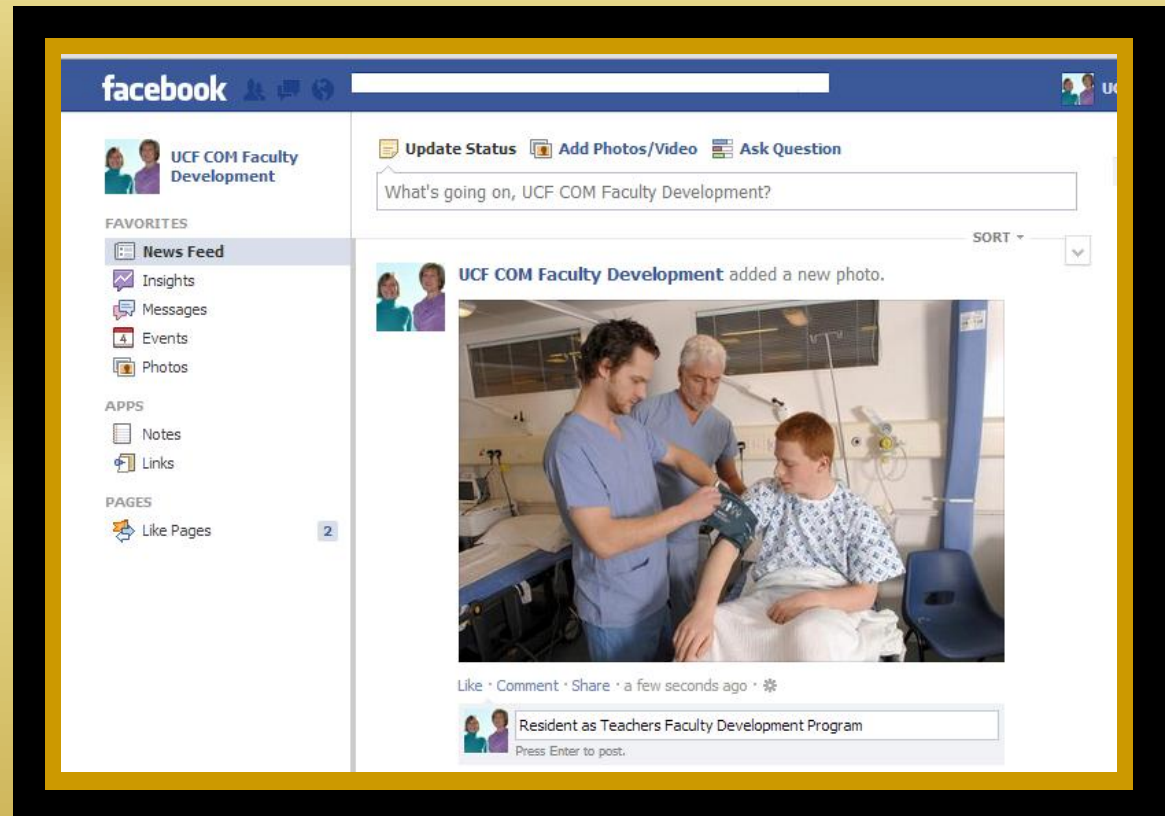 facebook
UC
UCF COM Faculty
Development
FAVORITES
News Feed
Insights
Messages
4
Events
Photos
APPS
Notes
Links
PAGES
Like Pages 2
Update Status Add Photos/Video Ask Question
What's going on, UCF COM Faculty Development?
SORT
UCF COM Faculty Development added a new photo.
Like · Comment · Share · a few seconds ago ·
Resident as Teachers Faculty Development Program
Press Enter to post.